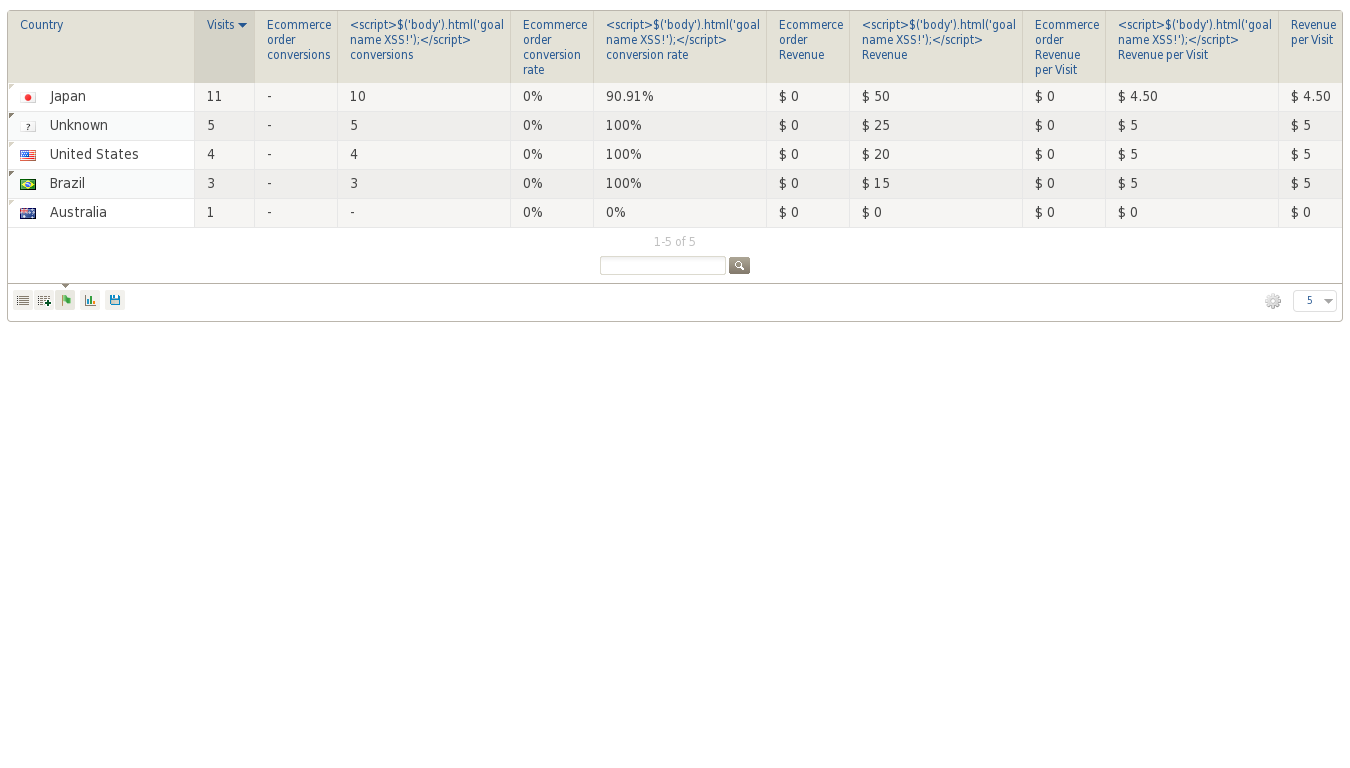 Country
Visits
Ecommerce
order
conversions
<script>$('body').html('goal
name XSS!');</script>
conversions
Ecommerce
order
conversion
rate
<script>$('body').html('goal
name XSS!');</script>
conversion rate
Ecommerce
order
Revenue
<script>$('body').html('goal
name XSS!');</script>
Revenue
Ecommerce
order
Revenue
per Visit
<script>$('body').html('goal
name XSS!');</script>
Revenue per Visit
Revenue
per Visit
Japan 11 - 10 0% 90.91% $ 0 $ 50 $ 0 $ 4.50 $ 4.50
? Unknown 5 - 5 0% 100% $ 0 $ 25 $ 0 $ 5 $ 5
United States 4 - 4 0% 100% $ 0 $ 20 $ 0 $ 5 $ 5
Brazil 3 - 3 0% 100% $ 0 $ 15 $ 0 $ 5 $ 5
Australia 1 - - 0% 0% $ 0 $ 0 $ 0 $ 0 $ 0
1-5 of 5
5